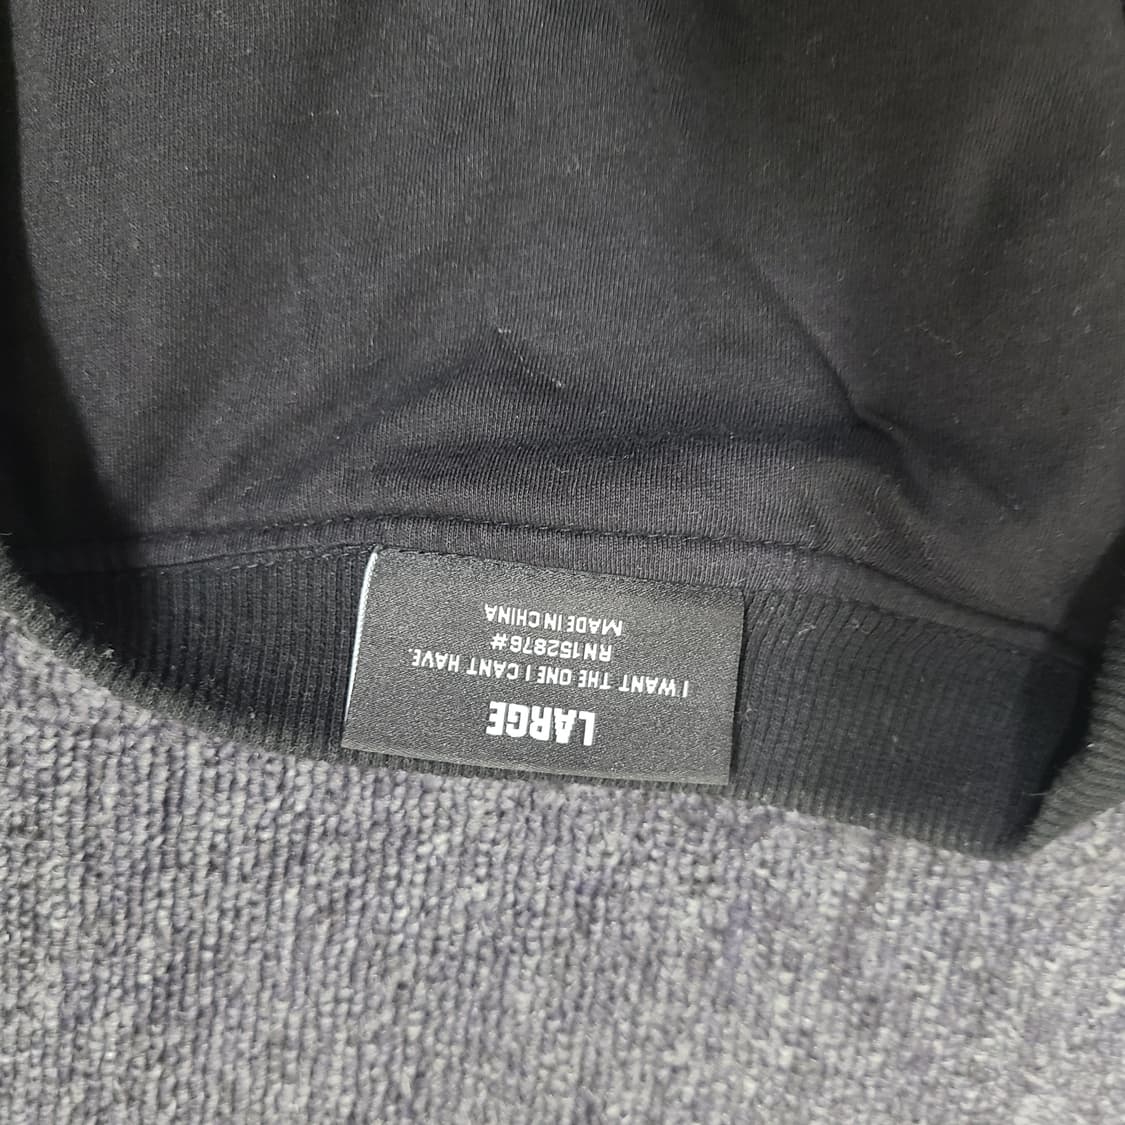 LARGE
I WANT THE ONE I CANT HAVE.
RN152876#
MADE IN CHINA